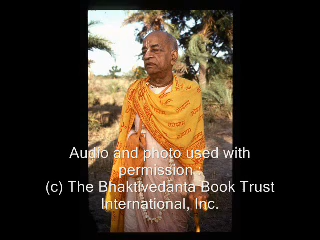 Audio and photo used with
permission
(c) The Bhaktivedanta Book Trust
International, Inc.